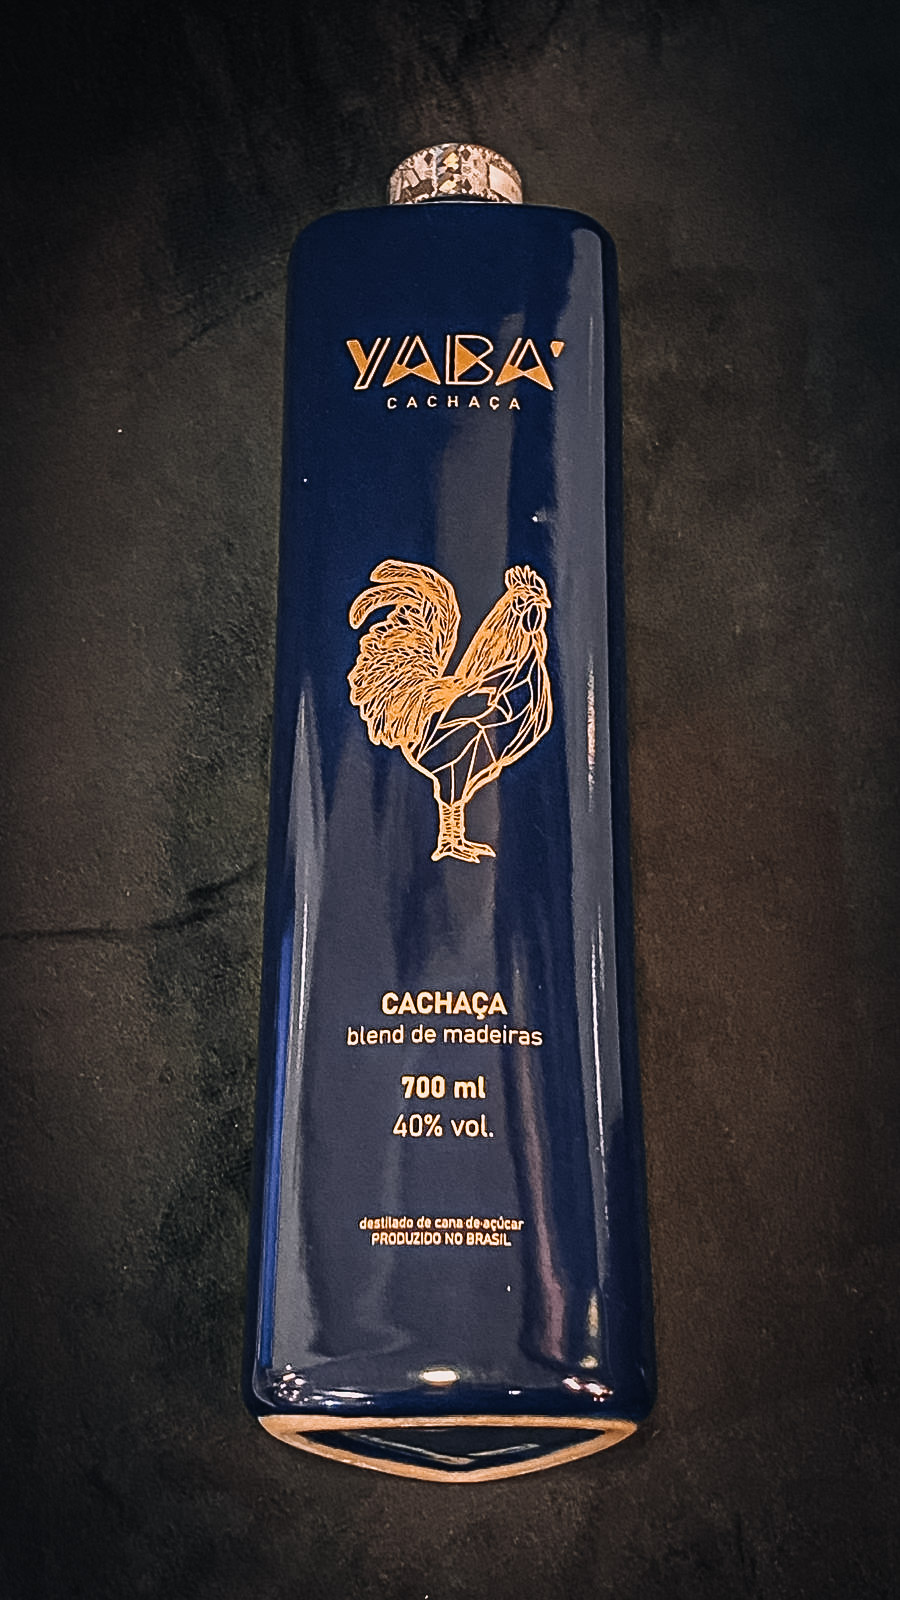 YABA'
CACHAÇA
CACHAÇA
blend de madeiras
700 ml
40% vol.
destilado de cana-de-açúcar
PRODUZIDO NO BRASIL